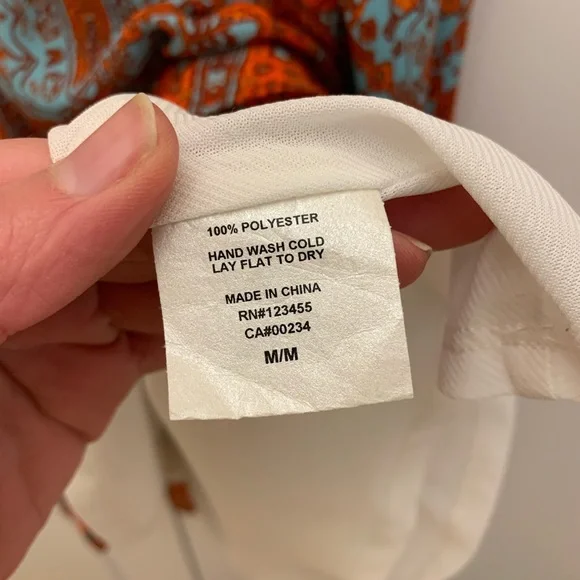 100% POLYESTER
HAND WASH COLD
LAY FLAT TO DRY
MADE IN CHINA
RN#123455
CA#00234
M/M